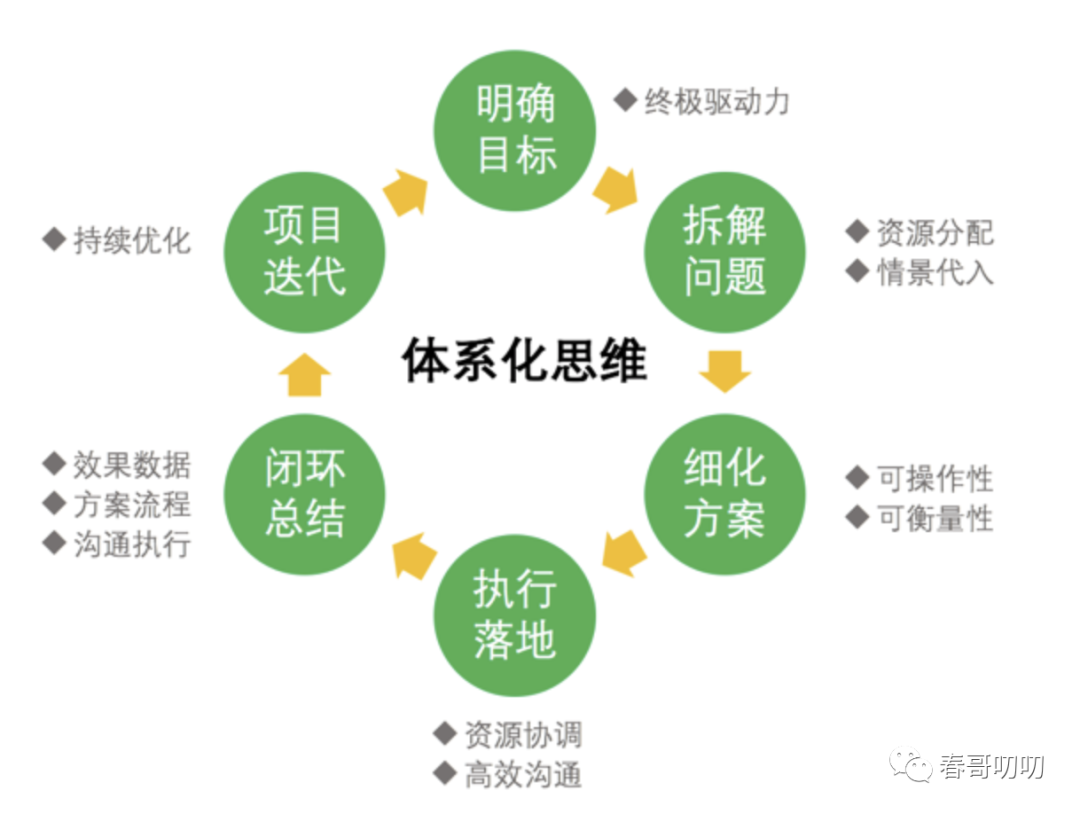 明确
目标
◆ 终极驱动力
拆解
问题
◆ 资源分配
◆ 情景代入
细化
方案
◆ 可操作性
◆ 可衡量性
执行
落地
◆ 资源协调
◆ 高效沟通
闭环
总结
◆ 效果数据
◆ 方案流程
◆ 沟通执行
项目
迭代
◆ 持续优化
体系化思维
春哥叨叨